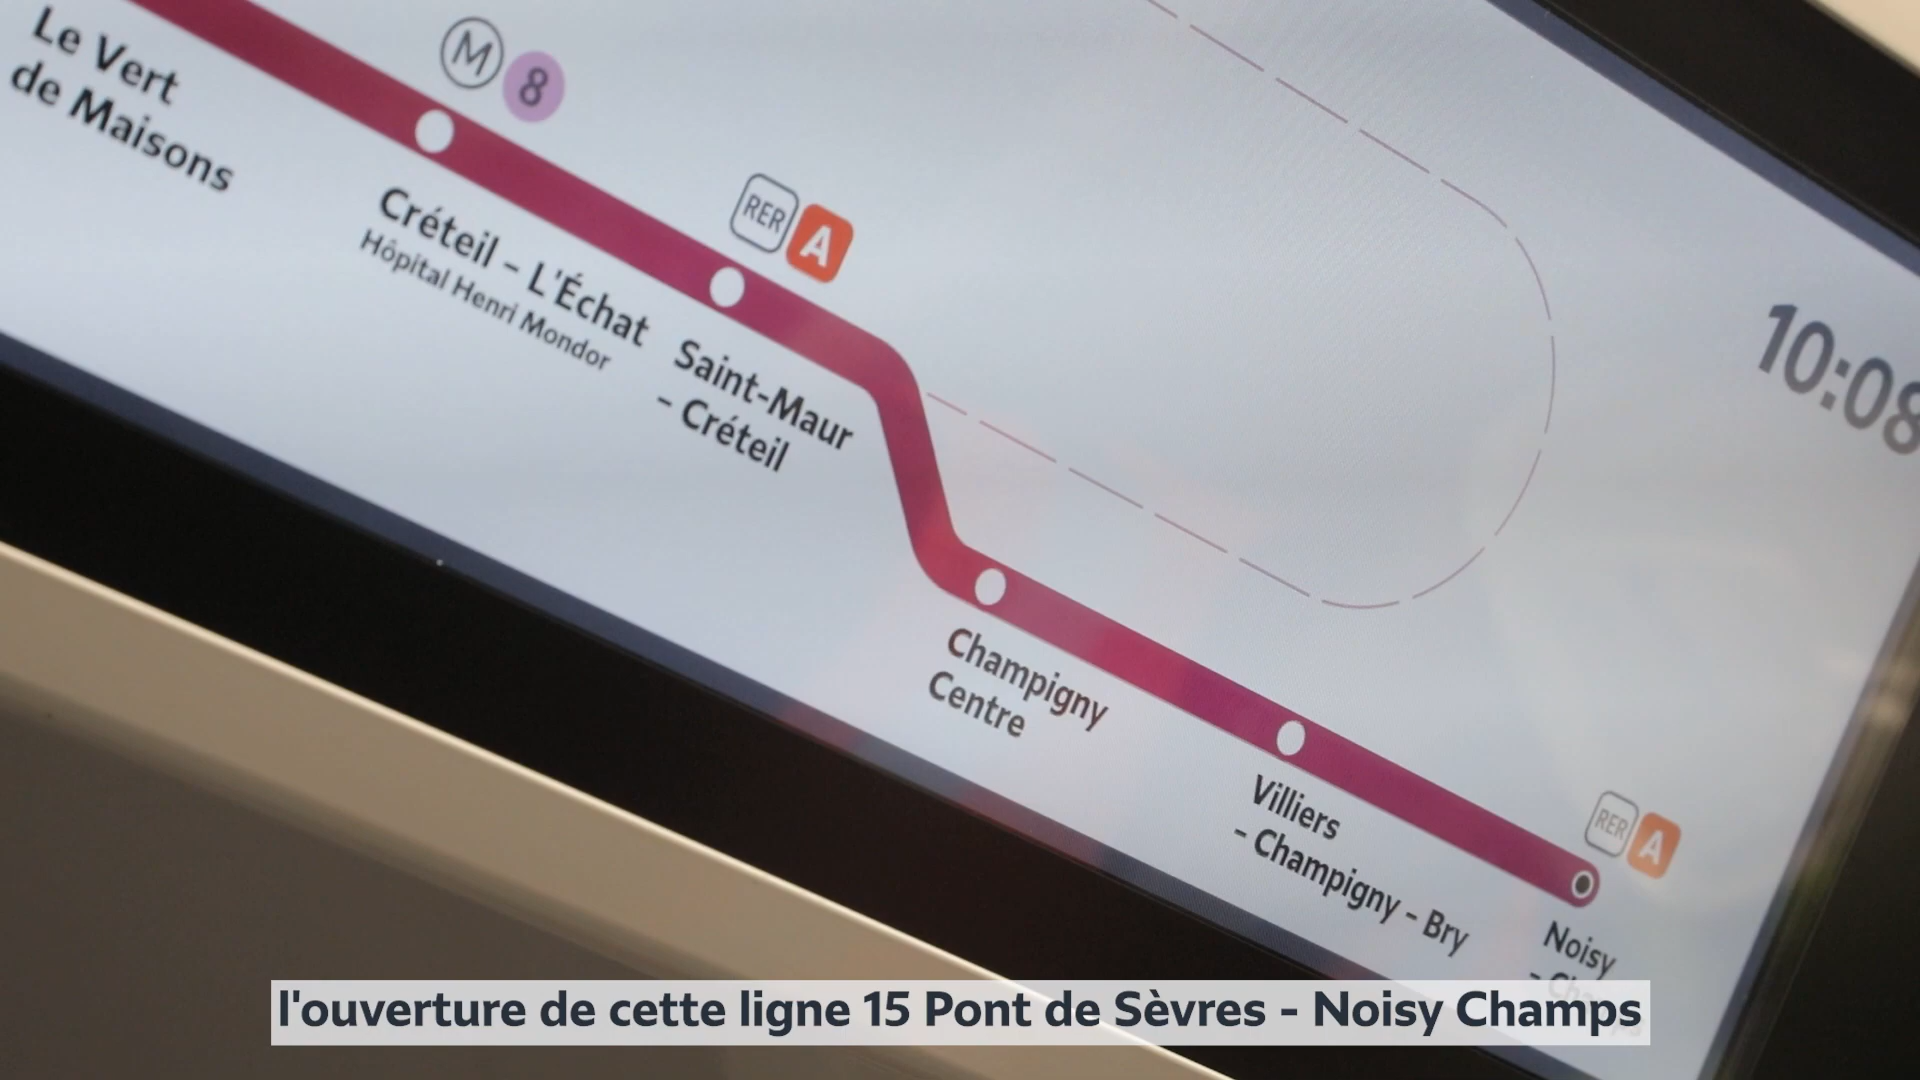 Le Vert
de Maisons
M 8
Créteil - L'Échat
Hôpital Henri Mondor
RER A
Saint-Maur
- Créteil
Champigny
Centre
Villiers
- Champigny - Bry
RER A
Noisy
10:08
l'ouverture de cette ligne 15 Pont de Sèvres - Noisy Champs